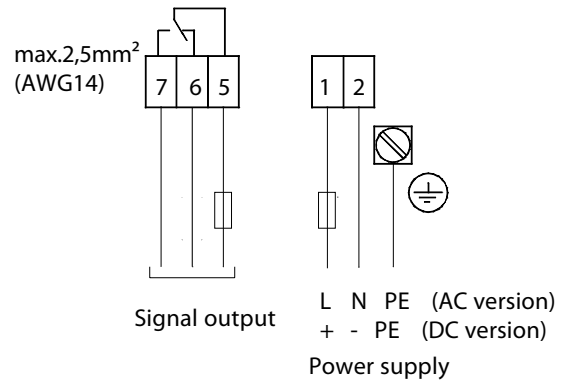 max.2,5mm²
(AWG14)
7 6 5
1 2
Signal output
L N PE (AC version)
+ - PE (DC version)
Power supply